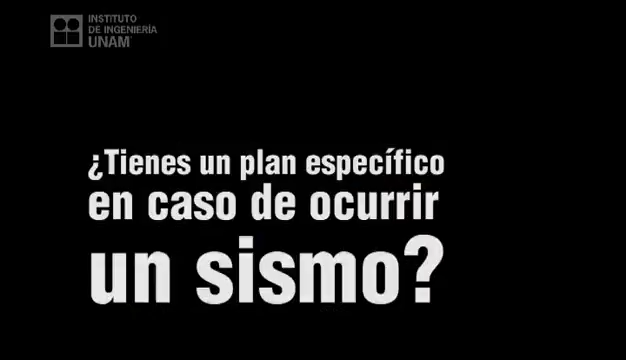 INSTITUTO
DE INGENIERÍA
UNAM
¿Tienes un plan específico
en caso de ocurrir
un sismo?